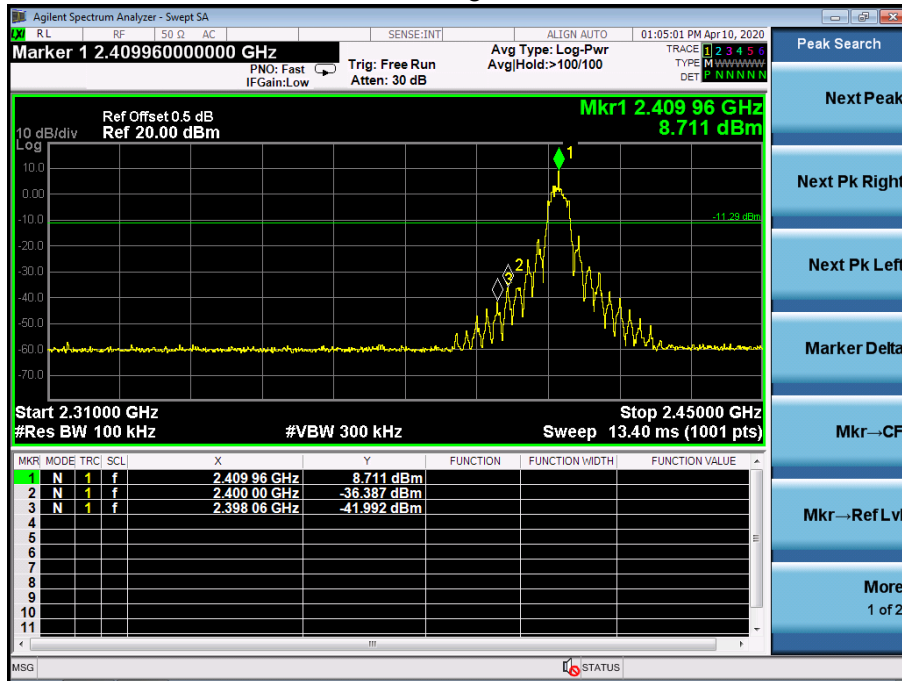 Agilent Spectrum Analyzer - Swept SA
LXI RL RF 50 Ω AC SENSE:INT ALIGN AUTO 01:05:01 PM Apr 10, 2020
Marker 1 2.409960000000 GHz
PNO: Fast
IFGain:Low
Trig: Free Run
Atten: 30 dB
Avg Type: Log-Pwr
Avg|Hold:>100/100
TRACE 1 2 3 4 5 6
TYPE M WWWWW
DET P N N N N N
Ref Offset 0.5 dB
Ref 20.00 dBm
10 dB/div
Log
Mkr1 2.409 96 GHz
8.711 dBm
1
10.0
0.00
-10.0
-11.29 dBm
-20.0
2
-30.0
3
-40.0
-50.0
-60.0
-70.0
Start 2.31000 GHz
Stop 2.45000 GHz
#Res BW 100 kHz
#VBW 300 kHz
Sweep 13.40 ms (1001 pts)
MKR MODE TRC SCL X Y FUNCTION FUNCTION WIDTH FUNCTION VALUE
1 N 1 f 2.409 96 GHz 8.711 dBm
2 N 1 f 2.400 00 GHz -36.387 dBm
3 N 1 f 2.398 06 GHz -41.992 dBm
4
5
6
7
8
9
10
11
MSG
STATUS
Peak Search
Next Peak
Next Pk Right
Next Pk Left
Marker Delta
Mkr→CF
Mkr→Ref Lvl
More
1 of 2